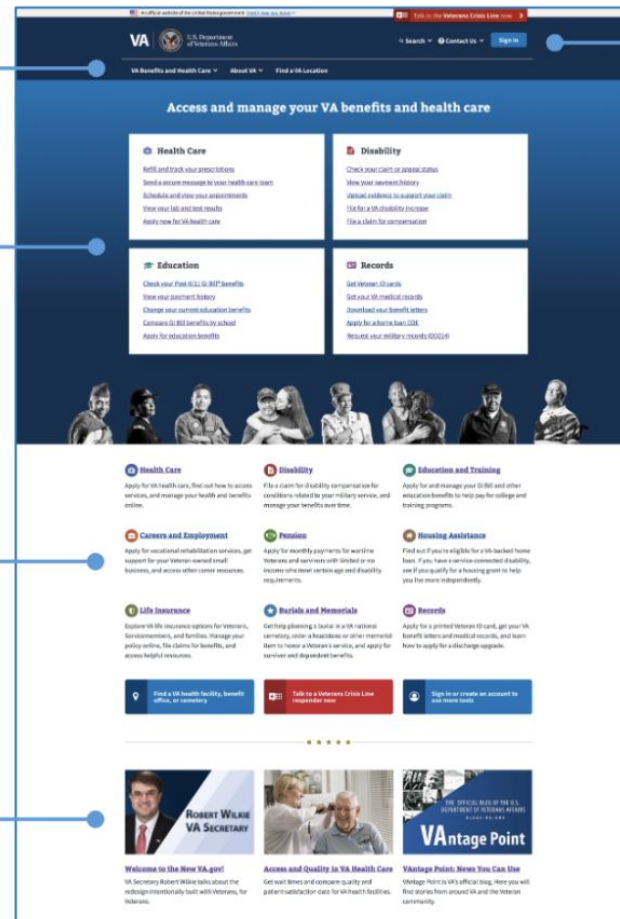 An official website of the United States government
Talk to the Veterans Crisis Line now
VA
U.S. Department
of Veterans Affairs
Search
Contact Us
Sign In
VA Benefits and Health Care
About VA
Find a VA Location
Access and manage your VA benefits and health care
Health Care
Refill and track your prescriptions
Send a secure message to your health care team
Schedule and view your appointments
View your lab and test results
Apply now for VA health care
Disability
Check your claim or appeal status
View your payment history
Upload evidence to support your claim
File for a VA disability increase
File a claim for compensation
Education
Check your Post-9/11 GI Bill® benefits
View your payment history
Change your current education benefits
Compare GI Bill benefits by school
Apply for education benefits
Records
Get Veteran ID cards
Get your VA medical records
Download your benefit letters
Apply for a home loan COE
Request your military records (DD214)
Health Care
Apply for VA health care, find out how to access
services, and manage your health and benefits
online.
Disability
File a claim for disability compensation for
conditions related to your military service, and
manage your benefits over time.
Education and Training
Apply for and manage your GI Bill and other
education benefits to help pay for college and
training programs.
Careers and Employment
Apply for vocational rehabilitation services, get
support for your Veteran-owned small
business, and access other career resources.
Pension
Apply for monthly payments for wartime
Veterans and survivors with limited or no
income who meet certain age and disability
requirements.
Housing Assistance
Find out if you're eligible for a VA-backed home
loan. If you have a service-connected disability,
see if you qualify for a housing grant to help
you live more independently.
Life Insurance
Explore VA life insurance options for Veterans,
Servicemembers, and families. Manage your
policy online, file claims for benefits, and
access helpful resources.
Burials and Memorials
Get help planning a burial in a VA national
cemetery, order a headstone or other memorial
item to honor a Veteran's service, and apply for
survivor and dependent benefits.
Records
Apply for a printed Veteran ID card, get your VA
benefit letters and medical records, and learn
how to apply for a discharge upgrade.
Find a VA health facility, benefit
office, or cemetery
Talk to a Veterans Crisis Line
responder now
Sign in or create an account to
use more tools
ROBERT WILKIE
VA SECRETARY
THE OFFICIAL BLOG OF THE U.S.
DEPARTMENT OF VETERANS AFFAIRS
BLOGS.VA.GOV
VAntage Point
Welcome to the New VA.gov!
VA Secretary Robert Wilkie talks about the
redesign intentionally built with Veterans, for
Veterans.
Access and Quality in VA Health Care
Get wait times and compare quality and
patient satisfaction data for VA health facilities.
VAntage Point: News You Can Use
VAntage Point is VA's official blog. Here you will
find stories from around VA and the Veteran
community.